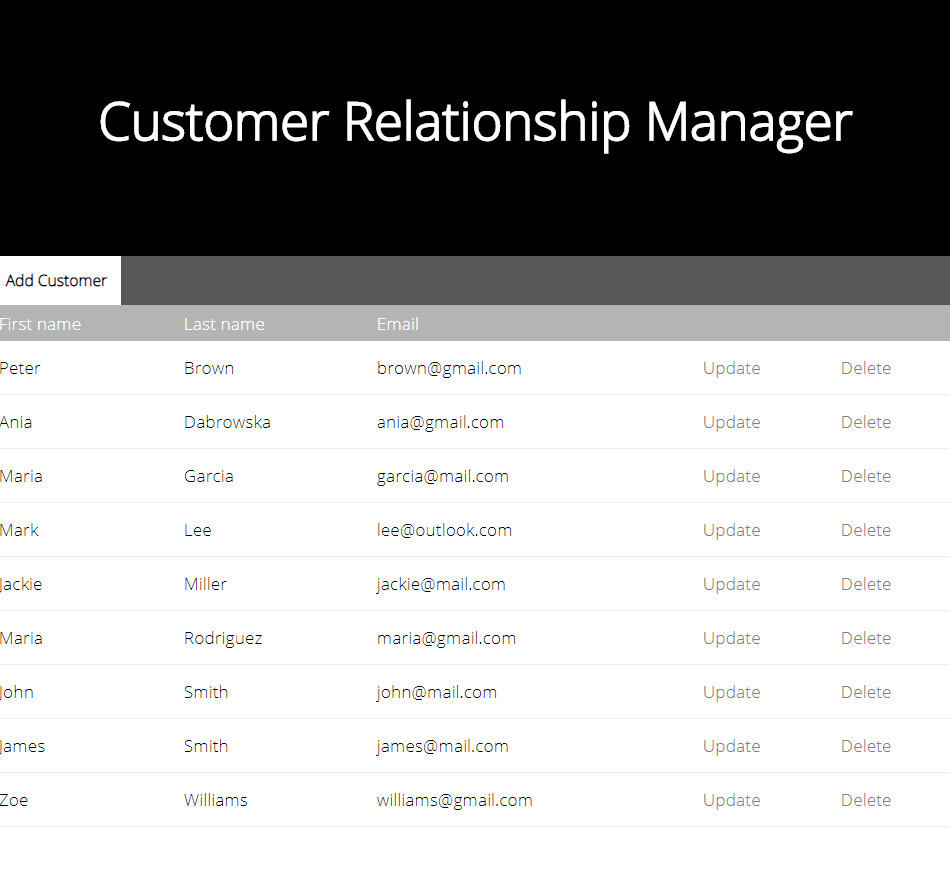 Customer Relationship Manager
Add Customer
First name Last name Email
Peter Brown brown@gmail.com Update Delete
Ania Dabrowska ania@gmail.com Update Delete
Maria Garcia garcia@mail.com Update Delete
Mark Lee lee@outlook.com Update Delete
Jackie Miller jackie@mail.com Update Delete
Maria Rodriguez maria@gmail.com Update Delete
John Smith john@mail.com Update Delete
James Smith james@mail.com Update Delete
Zoe Williams williams@gmail.com Update Delete